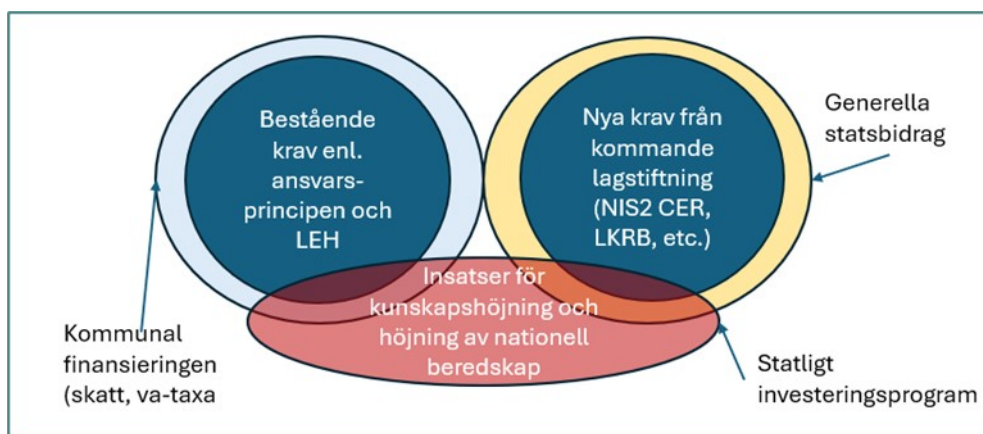 Bestående
krav enl.
ansvars-
principen och
LEH
Nya krav från
kommande
lagstiftning
(NIS2 CER,
LKRB, etc.)
Generella
statsbidrag
Insatser för
kunskapshöjning och
höjning av nationell
beredskap
Kommunal
finansieringen
(skatt, va-taxa
Statligt
investeringsprogram